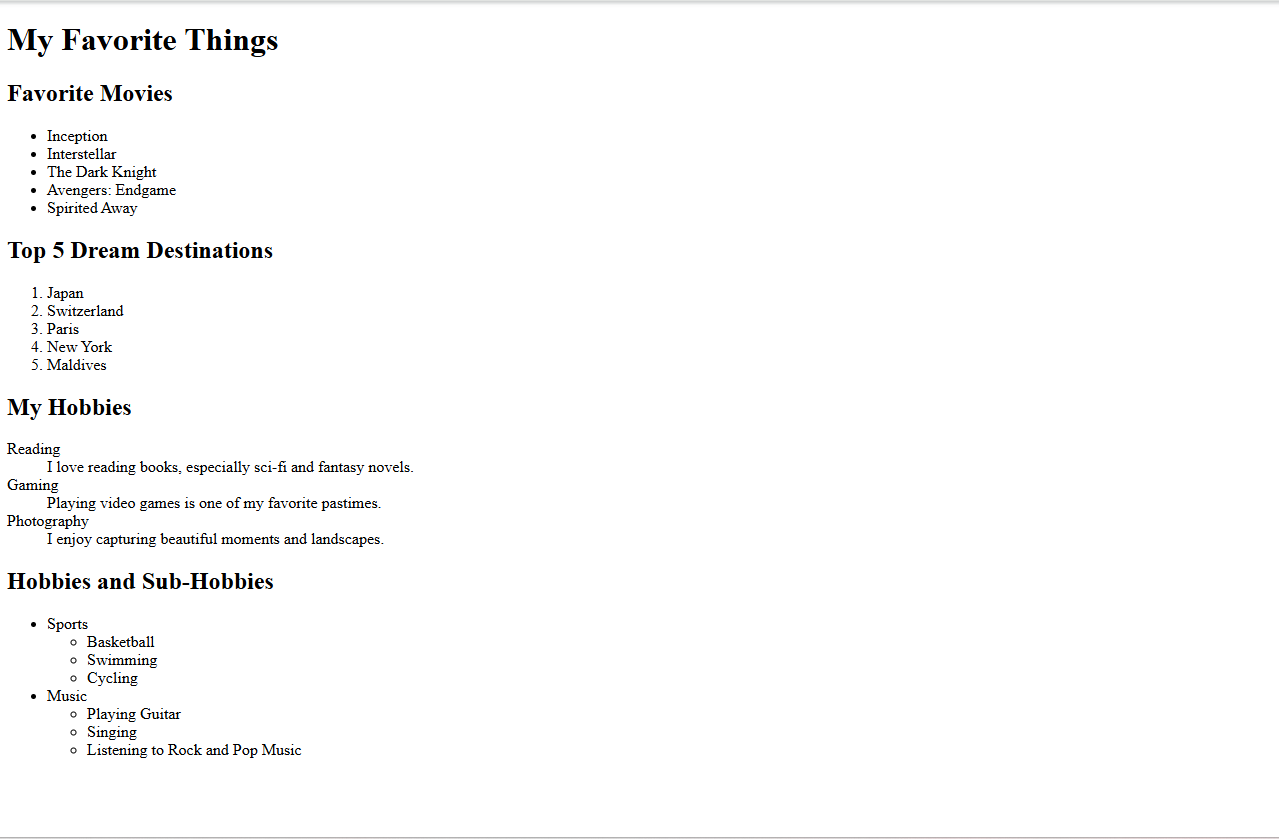 My Favorite Things
Favorite Movies
• Inception
• Interstellar
• The Dark Knight
• Avengers: Endgame
• Spirited Away
Top 5 Dream Destinations
1. Japan
2. Switzerland
3. Paris
4. New York
5. Maldives
My Hobbies
Reading
I love reading books, especially sci-fi and fantasy novels.
Gaming
Playing video games is one of my favorite pastimes.
Photography
I enjoy capturing beautiful moments and landscapes.
Hobbies and Sub-Hobbies
• Sports
◦ Basketball
◦ Swimming
◦ Cycling
• Music
◦ Playing Guitar
◦ Singing
◦ Listening to Rock and Pop Music